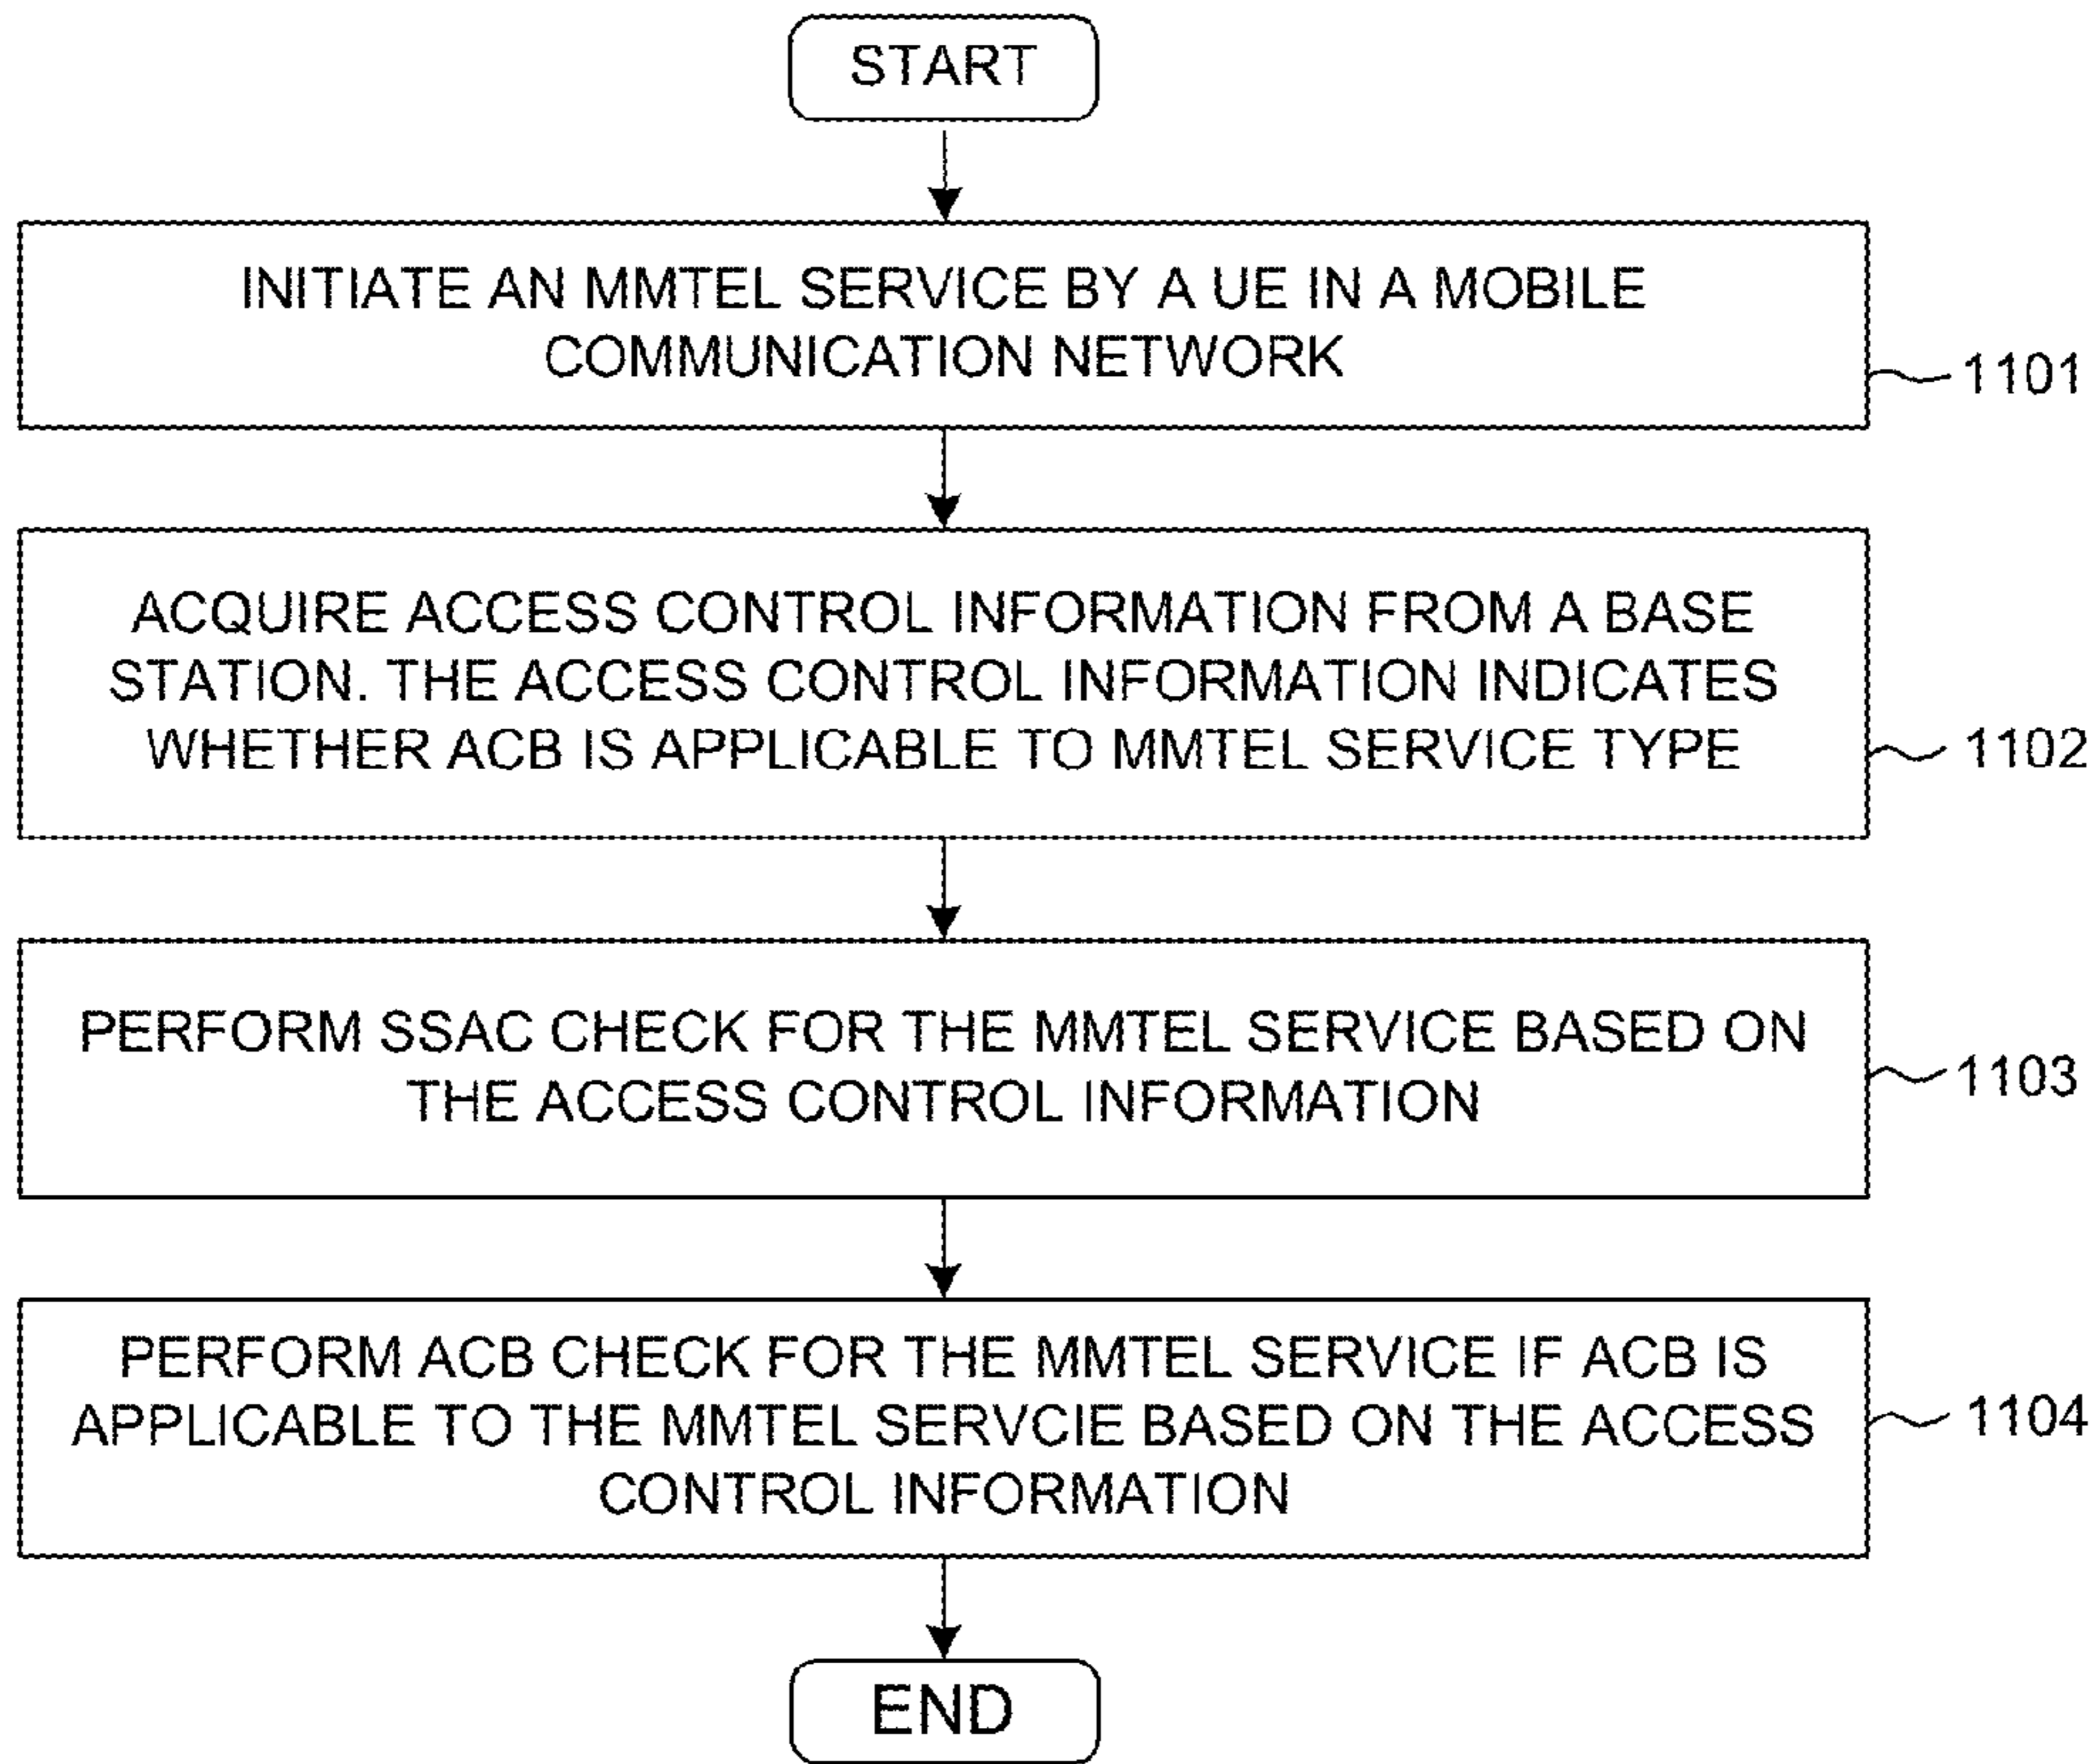 START
INITIATE AN MMTEL SERVICE BY A UE IN A MOBILE
COMMUNICATION NETWORK
1101
ACQUIRE ACCESS CONTROL INFORMATION FROM A BASE
STATION. THE ACCESS CONTROL INFORMATION INDICATES
WHETHER ACB IS APPLICABLE TO MMTEL SERVICE TYPE
1102
PERFORM SSAC CHECK FOR THE MMTEL SERVICE BASED ON
THE ACCESS CONTROL INFORMATION
1103
PERFORM ACB CHECK FOR THE MMTEL SERVICE IF ACB IS
APPLICABLE TO THE MMTEL SERVCIE BASED ON THE ACCESS
CONTROL INFORMATION
1104
END